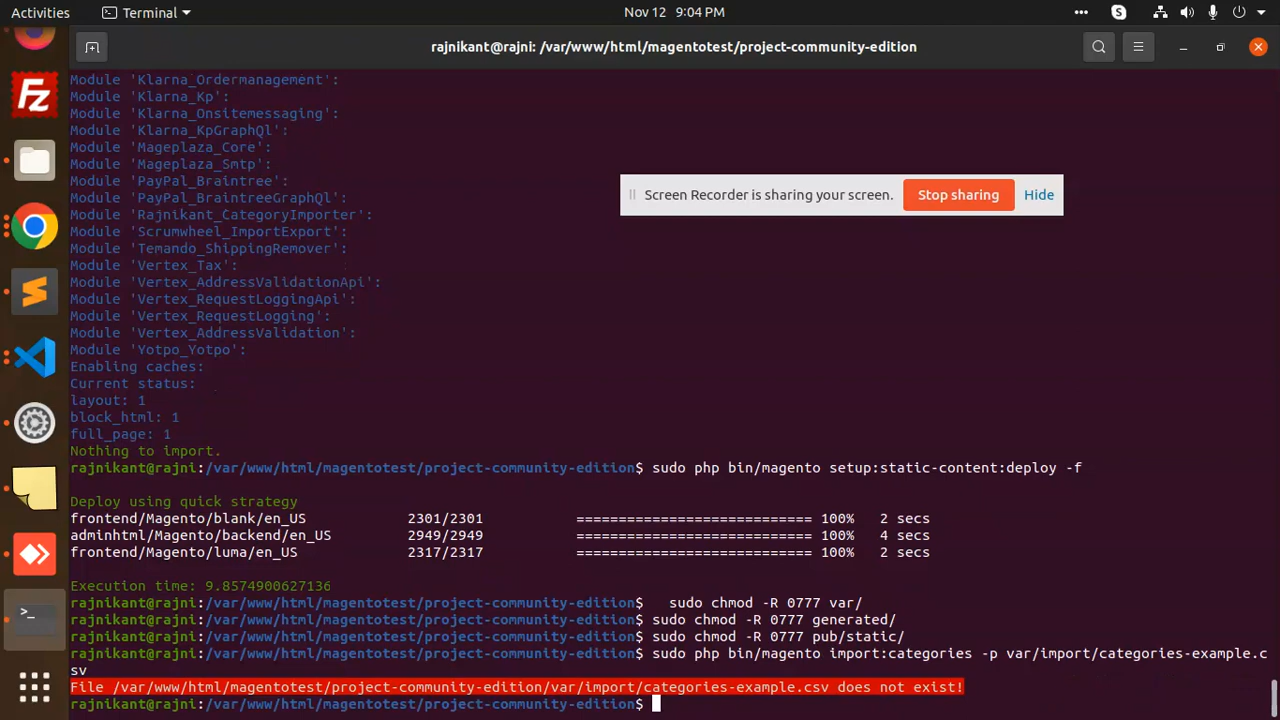 Activities
Terminal
Nov 12 9:04 PM
rajnikant@rajni: /var/www/html/magentotest/project-community-edition
Module 'Klarna_Ordermanagement':
Module 'Klarna_Kp':
Module 'Klarna_Onsitemessaging':
Module 'Klarna_KpGraphQl':
Module 'Mageplaza_Core':
Module 'Mageplaza_Smtp':
Module 'PayPal_Braintree':
Module 'PayPal_BraintreeGraphQl':
Module 'Rajnikant_CategoryImporter':
Module 'Scrumwheel_ImportExport':
Module 'Temando_ShippingRemover':
Module 'Vertex_Tax':
Module 'Vertex_AddressValidationApi':
Module 'Vertex_RequestLoggingApi':
Module 'Vertex_RequestLogging':
Module 'Vertex_AddressValidation':
Module 'Yotpo_Yotpo':
Screen Recorder is sharing your screen. Stop sharing Hide
Enabling caches:
Current status:
layout: 1
block_html: 1
full_page: 1
Nothing to import.
rajnikant@rajni:/var/www/html/magentotest/project-community-edition$ sudo php bin/magento setup:static-content:deploy -f
Deploy using quick strategy
frontend/Magento/blank/en_US 2301/2301 ============================ 100% 2 secs
adminhtml/Magento/backend/en_US 2949/2949 ============================ 100% 4 secs
frontend/Magento/luma/en_US 2317/2317 ============================ 100% 2 secs
Execution time: 9.8574900627136
rajnikant@rajni:/var/www/html/magentotest/project-community-edition$   sudo chmod -R 0777 var/
rajnikant@rajni:/var/www/html/magentotest/project-community-edition$ sudo chmod -R 0777 generated/
rajnikant@rajni:/var/www/html/magentotest/project-community-edition$ sudo chmod -R 0777 pub/static/
rajnikant@rajni:/var/www/html/magentotest/project-community-edition$ sudo php bin/magento import:categories -p var/import/categories-example.c
sv
File /var/www/html/magentotest/project-community-edition/var/import/categories-example.csv does not exist!
rajnikant@rajni:/var/www/html/magentotest/project-community-edition$